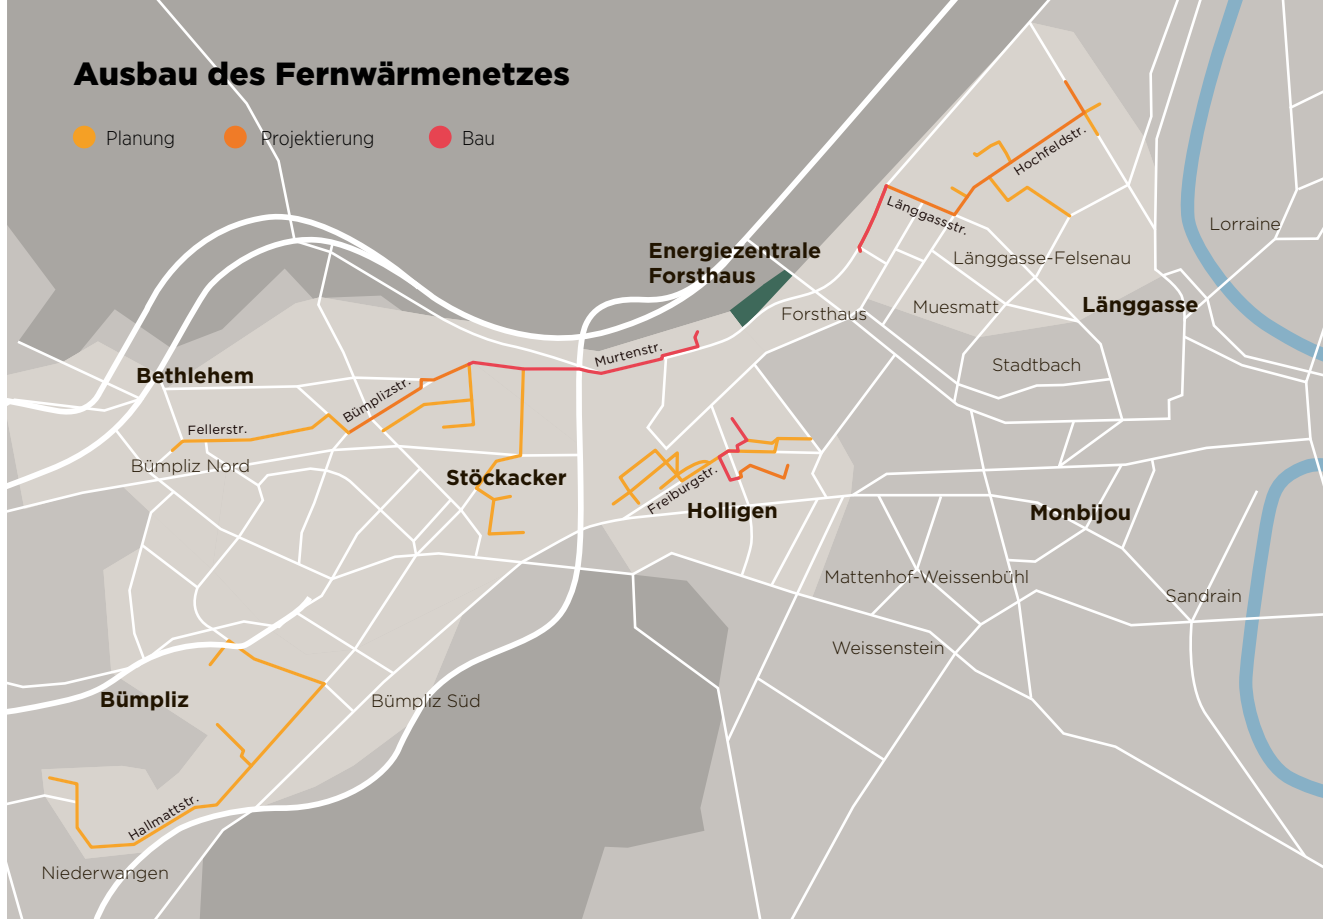 Ausbau des Fernwärmenetzes
Planung
Projektierung
Bau
Hochfeldstr.
Länggassstr.
Lorraine
Energiezentrale
Forsthaus
Länggasse-Felsenau
Forsthaus
Muesmatt
Länggasse
Murtenstr.
Stadtbach
Bethlehem
Bümplizstr.
Fellerstr.
Bümpliz Nord
Stöckacker
Freiburgstr.
Holligen
Monbijou
Mattenhof-Weissenbühl
Sandrain
Weissenstein
Bümpliz
Bümpliz Süd
Hallmattstr.
Niederwangen